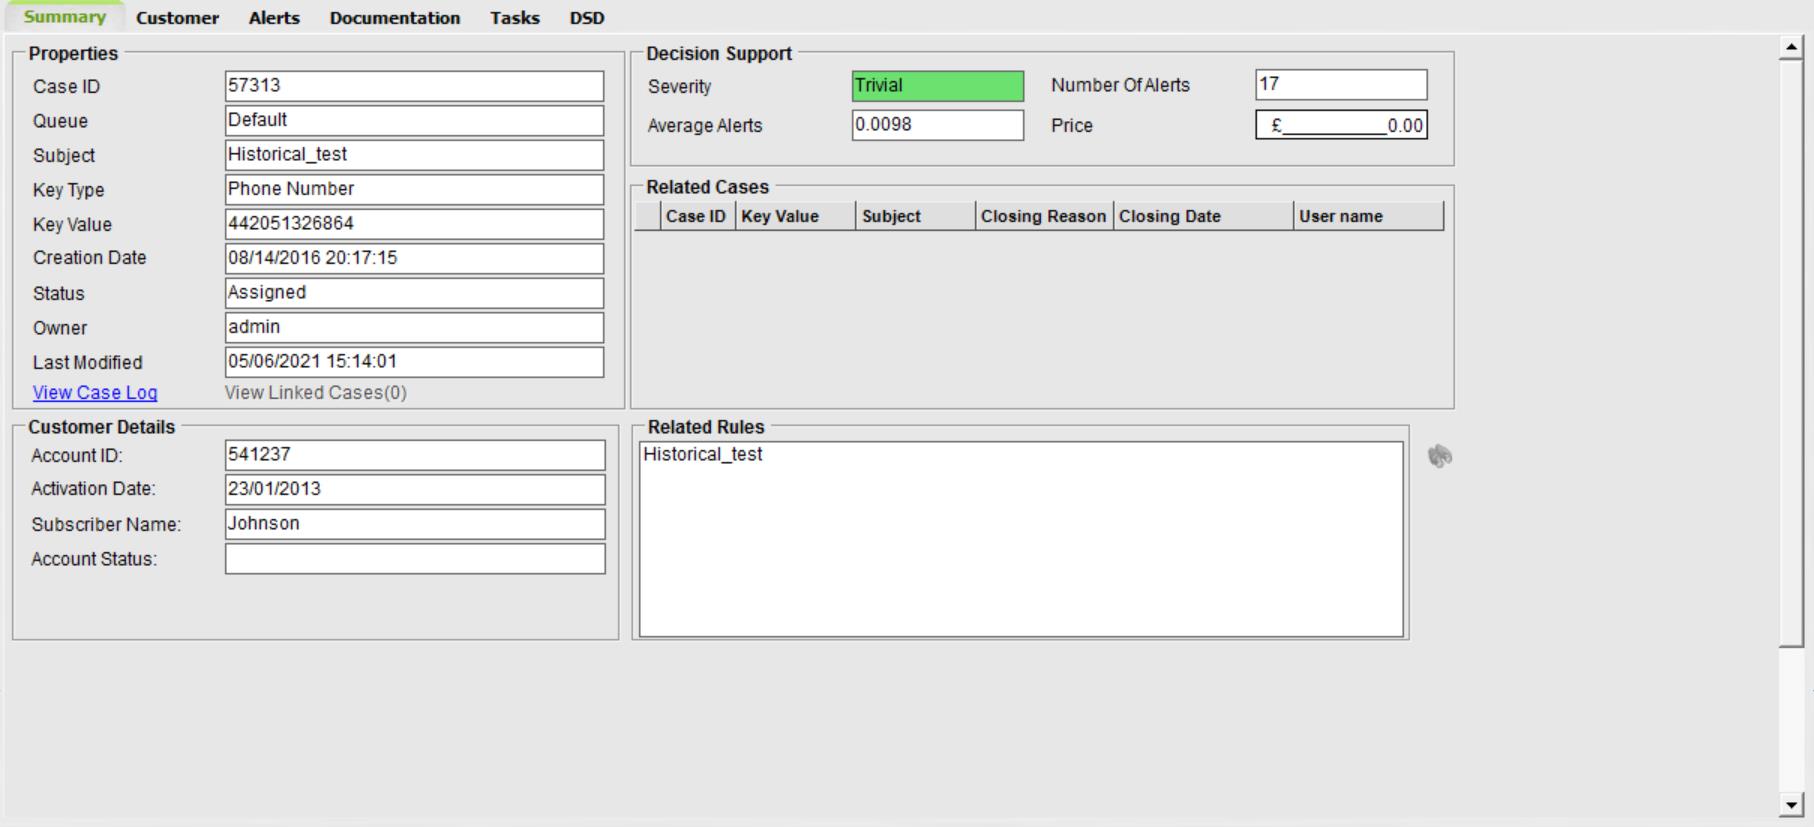 Summary Customer Alerts Documentation Tasks DSD
Properties
Case ID 57313
Queue Default
Subject Historical_test
Key Type Phone Number
Key Value 442051326864
Creation Date 08/14/2016 20:17:15
Status Assigned
Owner admin
Last Modified 05/06/2021 15:14:01
View Case Log View Linked Cases(0)
Decision Support
Severity Trivial Number Of Alerts 17
Average Alerts 0.0098 Price £__________0.00
Related Cases
Case ID Key Value Subject Closing Reason Closing Date User name
Customer Details
Account ID: 541237
Activation Date: 23/01/2013
Subscriber Name: Johnson
Account Status:
Related Rules
Historical_test